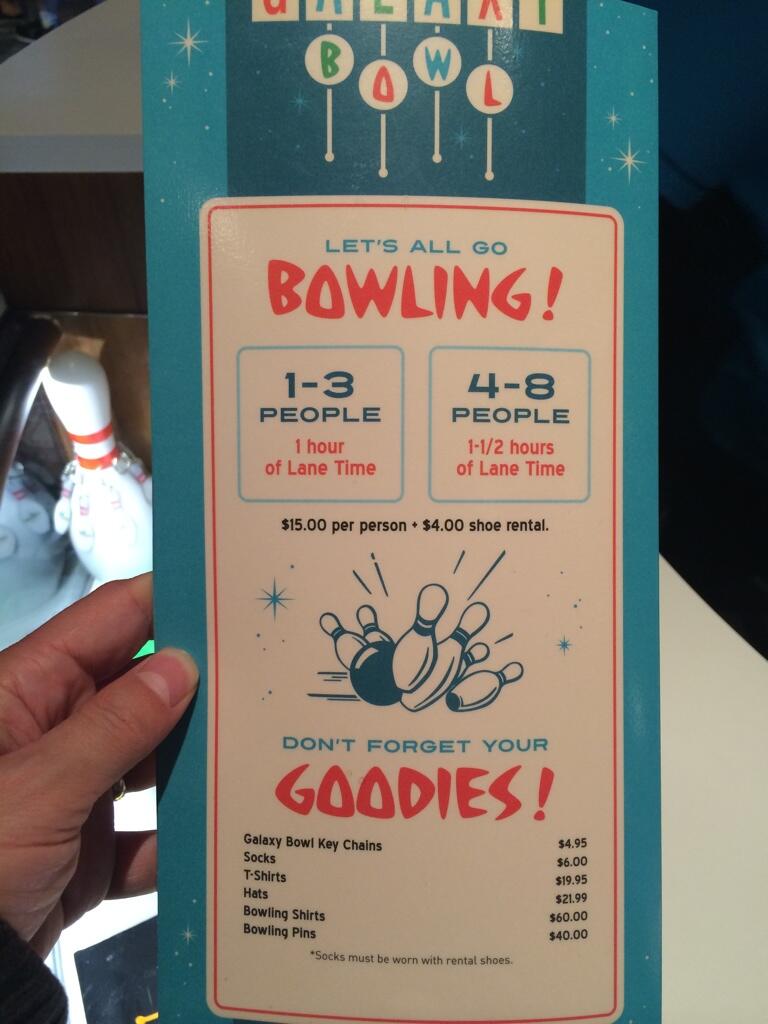 GALAXY
BOWL
LET'S ALL GO
BOWLING!
1-3
PEOPLE
1 hour
of Lane Time
4-8
PEOPLE
1-1/2 hours
of Lane Time
$15.00 per person + $4.00 shoe rental.
DON'T FORGET YOUR
GOODIES!
Galaxy Bowl Key Chains $4.95
Socks $6.00
T-Shirts $19.95
Hats $21.99
Bowling Shirts $60.00
Bowling Pins $40.00
*Socks must be worn with rental shoes.